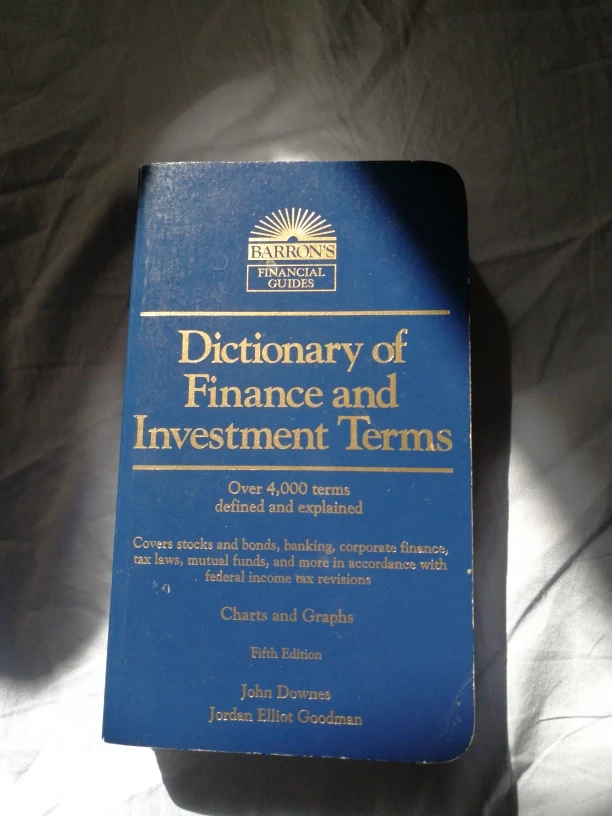 BARRON'S
FINANCIAL
GUIDES
Dictionary of
Finance and
Investment Terms
Over 4,000 terms
defined and explained
Covers stocks and bonds, banking, corporate finance,
tax laws, mutual funds, and more in accordance with
federal income tax revisions
Charts and Graphs
Fifth Edition
John Downes
Jordan Elliot Goodman